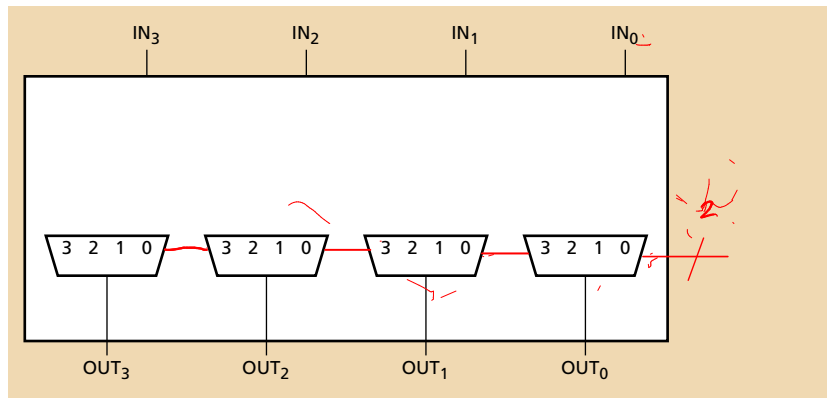 IN₃ IN₂ IN₁ IN₀
2
3 2 1 0 3 2 1 0 3 2 1 0 3 2 1 0
OUT₃ OUT₂ OUT₁ OUT₀